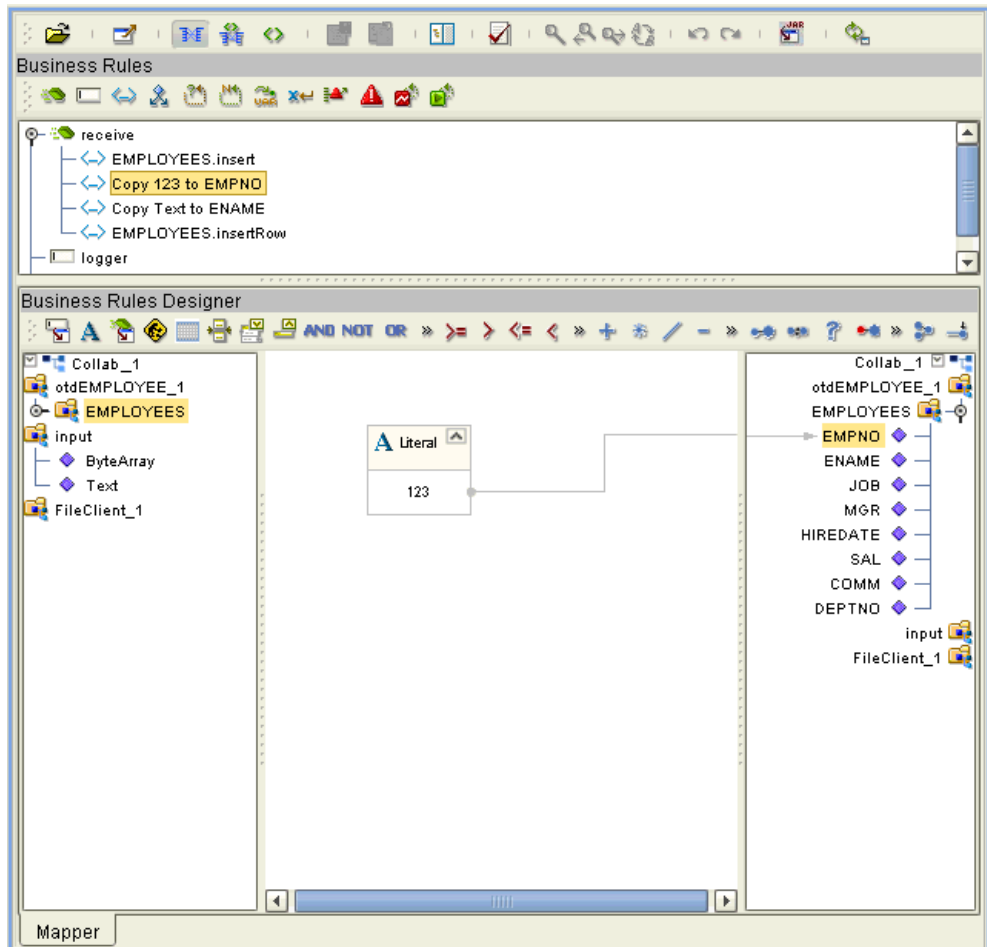 JAR
Business Rules
receive
EMPLOYEES.insert
Copy 123 to EMPNO
Copy Text to ENAME
EMPLOYEES.insertRow
logger
Business Rules Designer
A AND NOT OR » >= > <= < » + * / - » ? »
Collab_1
otdEMPLOYEE_1
EMPLOYEES
input
ByteArray
Text
FileClient_1
A Literal
123
Collab_1
otdEMPLOYEE_1
EMPLOYEES
EMPNO
ENAME
JOB
MGR
HIREDATE
SAL
COMM
DEPTNO
input
FileClient_1
Mapper